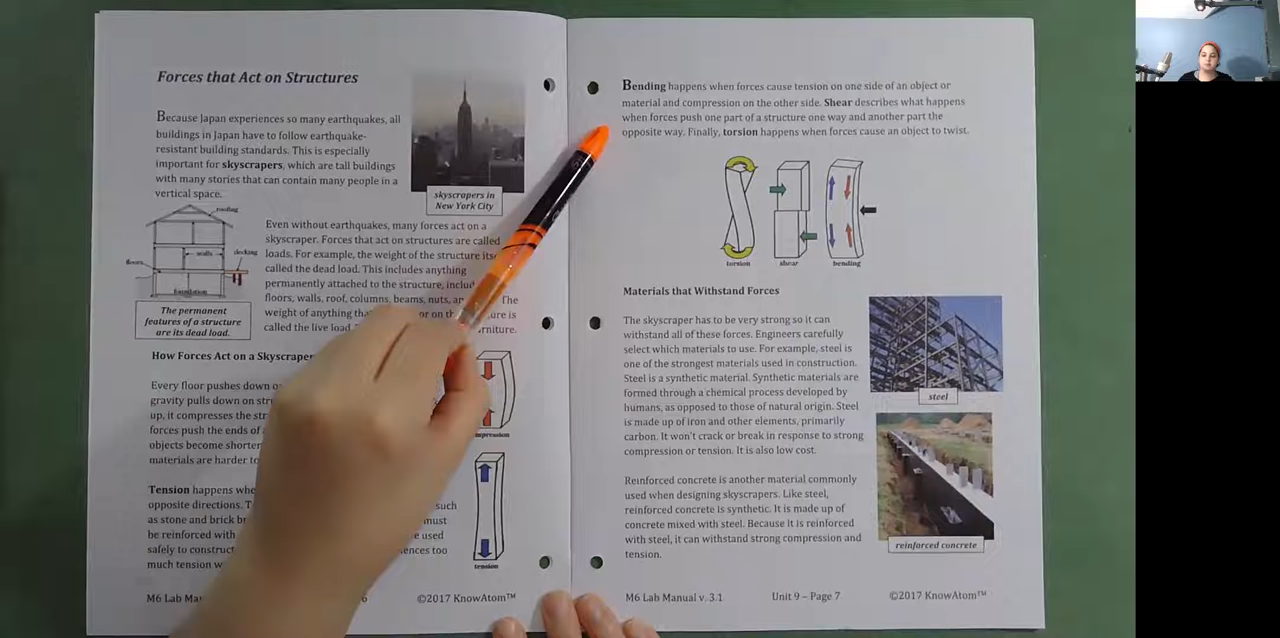 Forces that Act on Structures
Because Japan experiences so many earthquakes, all
buildings in Japan have to follow earthquake-
resistant building standards. This is especially
important for skyscrapers, which are tall buildings
with many stories that can contain many people in a
vertical space.
skyscrapers in
New York City
roofing
walls
decking
floors
foundation
The permanent
features of a structure
are its dead load.
Even without earthquakes, many forces act on a
skyscraper. Forces that act on structures are called
loads. For example, the weight of the structure its
called the dead load. This includes anything
permanently attached to the structure, includ
floors, walls, roof, columns, beams, nuts, The
weight of anything or on ure is
called the live load. rniture.
How Forces Act on a Skyscraper
Every floor pushes down
gravity pulls down on
up, it compresses the
forces push the ends of
objects become shorter
materials are harder to
mpression
Tension happens
opposite directions. such
as stone and brick must
be reinforced with e used
safely to construct ences too
much tension
tension
M6 Lab 6 ©2017 KnowAtom™
Bending happens when forces cause tension on one side of an object or
material and compression on the other side. Shear describes what happens
when forces push one part of a structure one way and another part the
opposite way. Finally, torsion happens when forces cause an object to twist.
torsion shear bending
Materials that Withstand Forces
The skyscraper has to be very strong so it can
withstand all of these forces. Engineers carefully
select which materials to use. For example, steel is
one of the strongest materials used in construction.
Steel is a synthetic material. Synthetic materials are
formed through a chemical process developed by
humans, as opposed to those of natural origin. Steel
is made up of iron and other elements, primarily
carbon. It won't crack or break in response to strong
compression or tension. It is also low cost.
steel
Reinforced concrete is another material commonly
used when designing skyscrapers. Like steel,
reinforced concrete is synthetic. It is made up of
concrete mixed with steel. Because it is reinforced
with steel, it can withstand strong compression and
tension.
reinforced concrete
M6 Lab Manual v. 3.1 Unit 9 – Page 7 ©2017 KnowAtom™